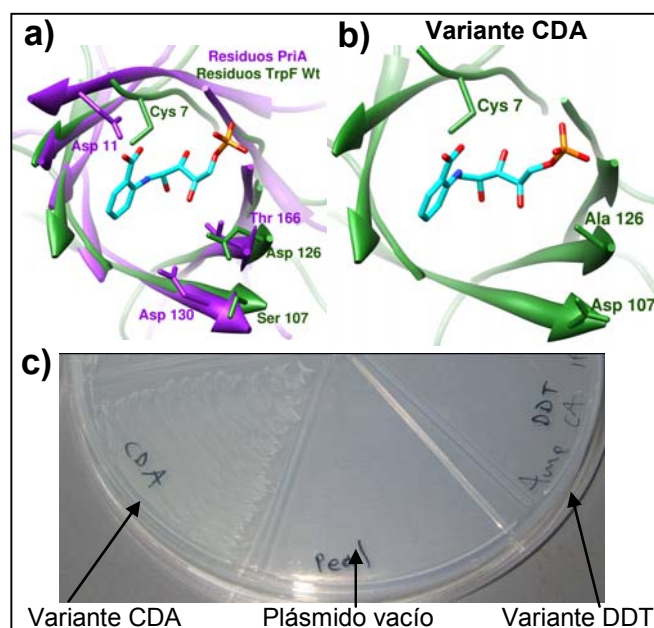 a)
Residuos PriA
Residuos TrpF Wt
Cys 7
Asp 11
Thr 166
Asp 126
Asp 130
Ser 107
b)
Variante CDA
Cys 7
Ala 126
Asp 107
c)
CDA
DDT
Amp
Variante CDA
Plásmido vacío
Variante DDT